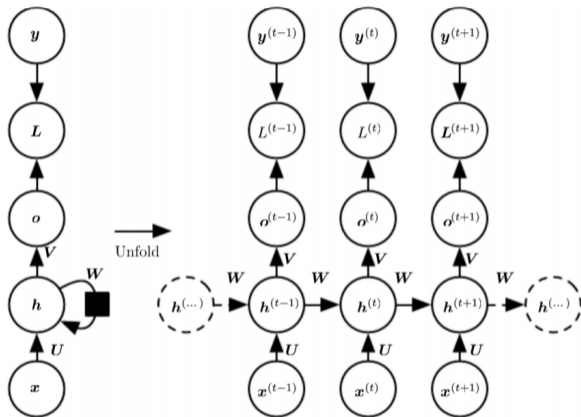 y y^(t−1) y^(t) y^(t+1)
L L^(t−1) L^(t) L^(t+1)
o o^(t−1) o^(t) o^(t+1)
Unfold
V V V V
W W W W W
h h^(...) h^(t−1) h^(t) h^(t+1) h^(...)
U U U U
x x^(t−1) x^(t) x^(t+1)